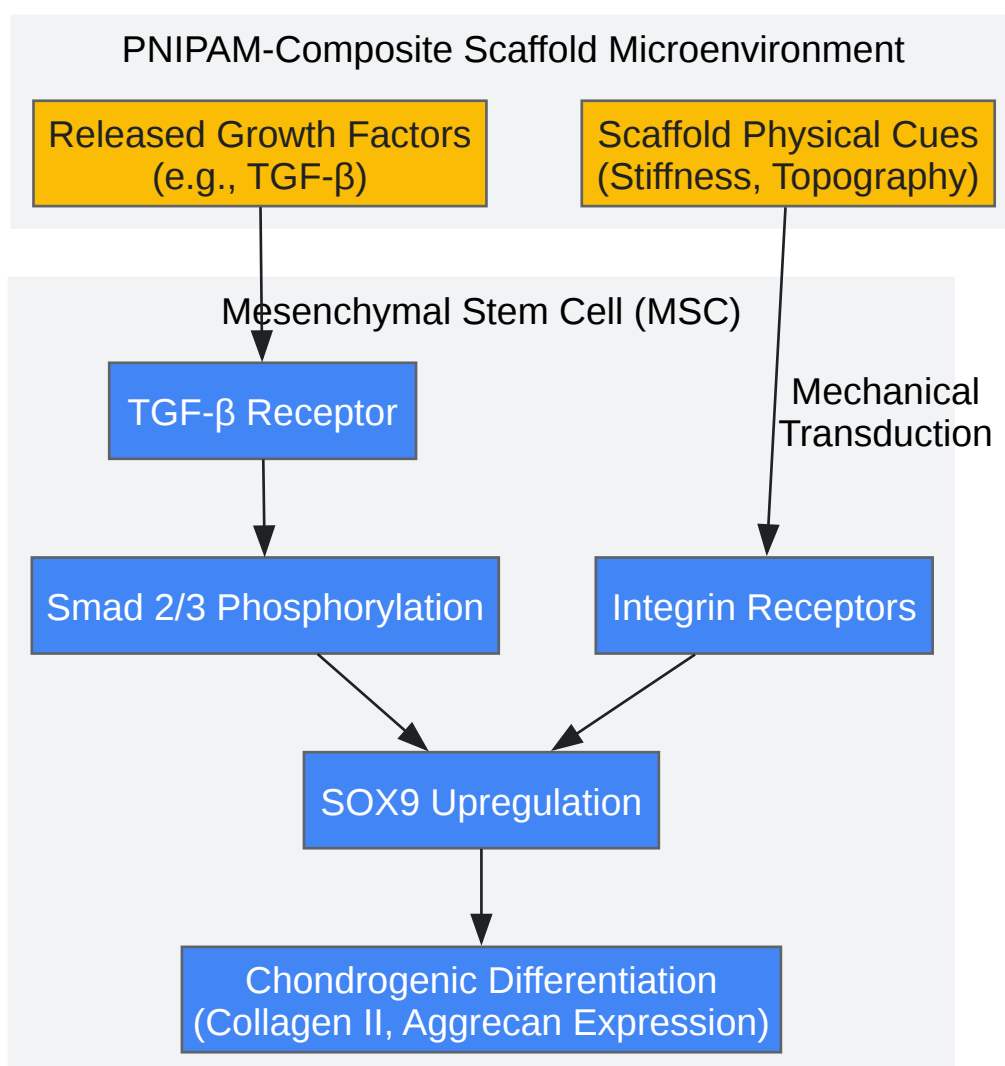 PNIPAM-Composite Scaffold Microenvironment
Released Growth Factors
(e.g., TGF-β)
Scaffold Physical Cues
(Stiffness, Topography)
Mesenchymal Stem Cell (MSC)
TGF-β Receptor
Mechanical
Transduction
Smad 2/3 Phosphorylation
Integrin Receptors
SOX9 Upregulation
Chondrogenic Differentiation
(Collagen II, Aggrecan Expression)